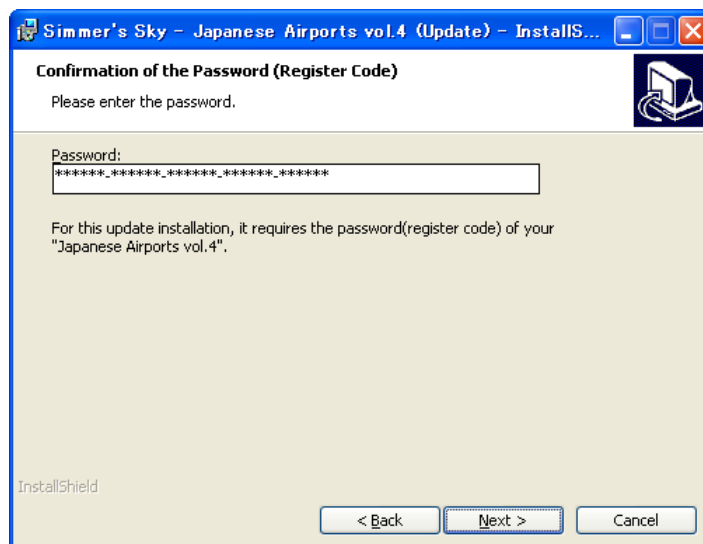 Simmer's Sky - Japanese Airports vol.4 (Update) - InstallS...
Confirmation of the Password (Register Code)
Please enter the password.
Password:
******-******-******-******-******
For this update installation, it requires the password(register code) of your
"Japanese Airports vol.4".
InstallShield
< Back
Next >
Cancel